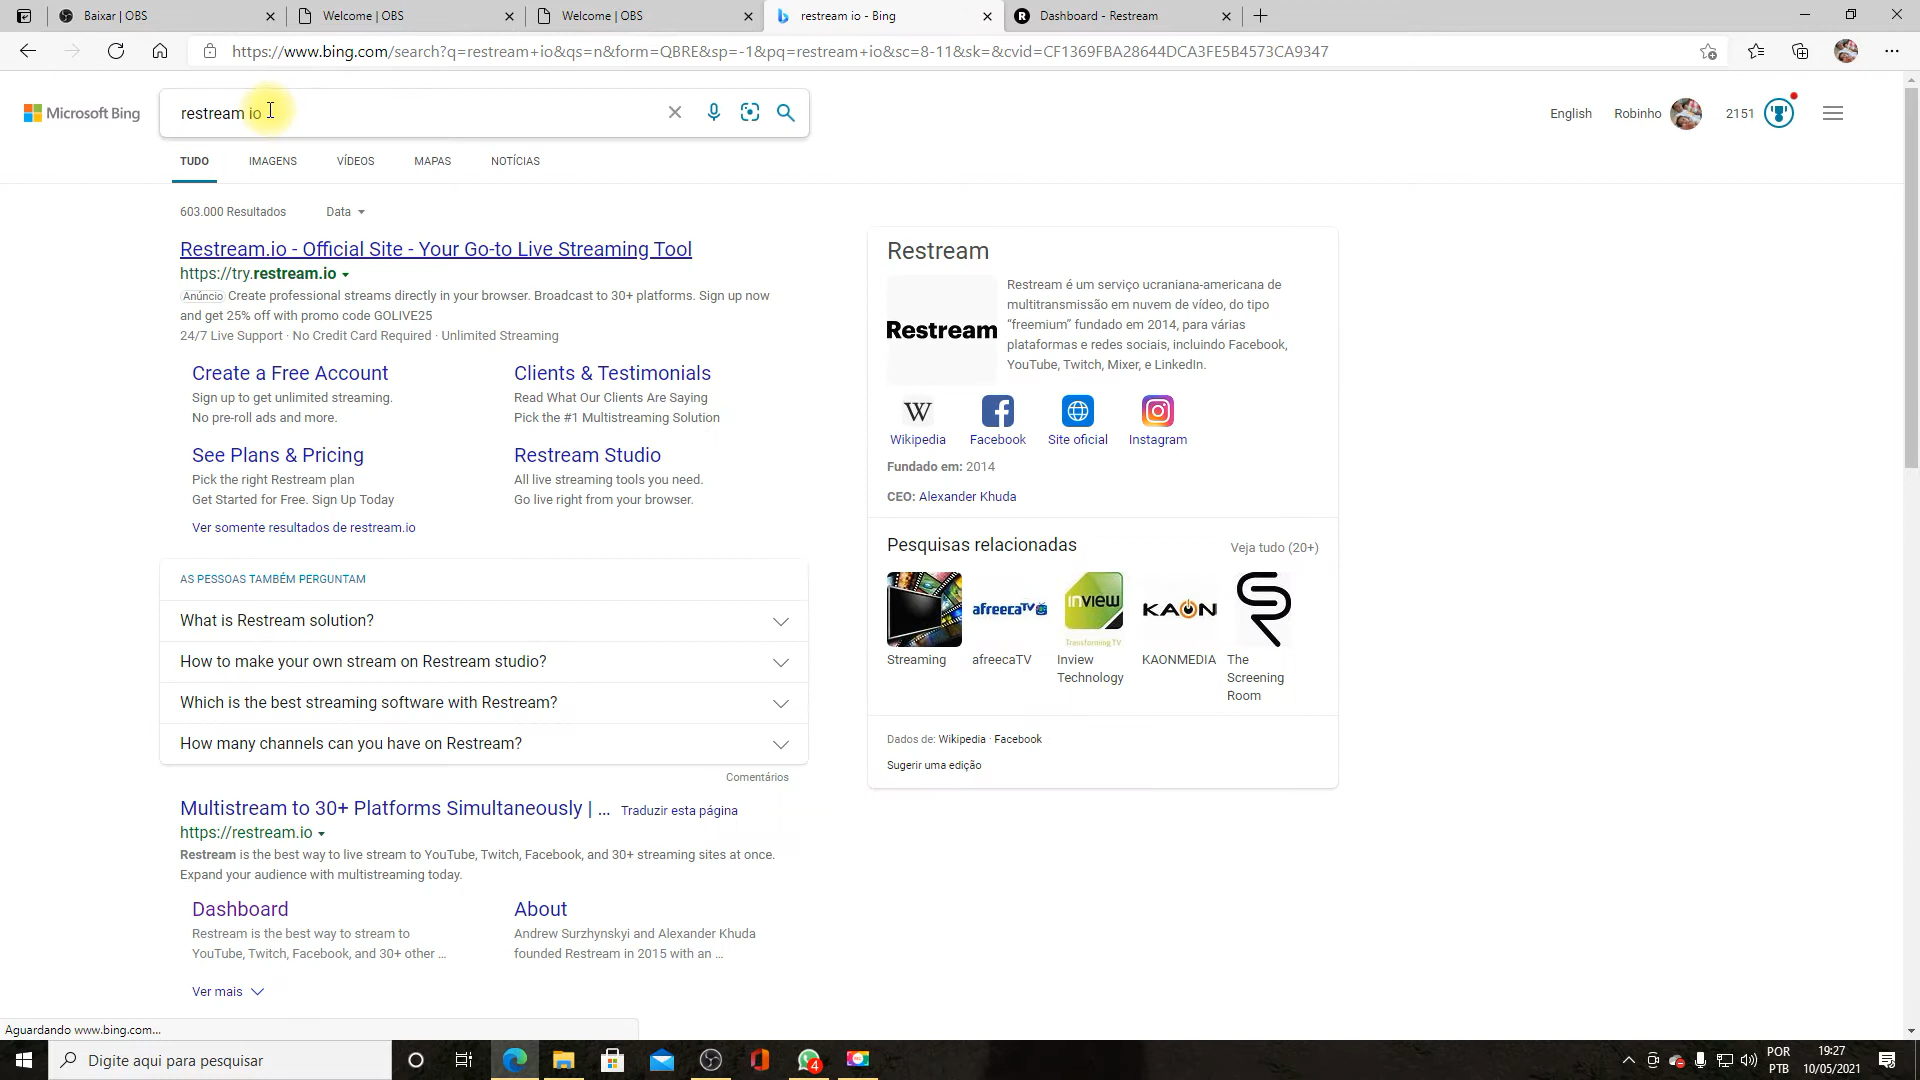 Baixar | OBS
Welcome | OBS
Welcome | OBS
restream io - Bing
Dashboard - Restream
https://www.bing.com/search?q=restream+io&qs=n&form=QBRE&sp=-1&pq=restream+io&sc=8-11&sk=&cvid=CF1369FBA28644DCA3FE5B4573CA9347
Microsoft Bing
restream io
English
Robinho
2151
TUDO
IMAGENS
VÍDEOS
MAPAS
NOTÍCIAS
603.000 Resultados
Data
Restream.io - Official Site - Your Go-to Live Streaming Tool
https://try.restream.io
Anúncio Create professional streams directly in your browser. Broadcast to 30+ platforms. Sign up now
and get 25% off with promo code GOLIVE25
24/7 Live Support · No Credit Card Required · Unlimited Streaming
Create a Free Account
Sign up to get unlimited streaming.
No pre-roll ads and more.
Clients & Testimonials
Read What Our Clients Are Saying
Pick the #1 Multistreaming Solution
See Plans & Pricing
Pick the right Restream plan
Get Started for Free. Sign Up Today
Restream Studio
All live streaming tools you need.
Go live right from your browser.
Ver somente resultados de restream.io
AS PESSOAS TAMBÉM PERGUNTAM
What is Restream solution?
How to make your own stream on Restream studio?
Which is the best streaming software with Restream?
How many channels can you have on Restream?
Comentários
Multistream to 30+ Platforms Simultaneously | ...
Traduzir esta página
https://restream.io
Restream is the best way to live stream to YouTube, Twitch, Facebook, and 30+ streaming sites at once.
Expand your audience with multistreaming today.
Dashboard
Restream is the best way to stream to
YouTube, Twitch, Facebook, and 30+ other ...
About
Andrew Surzhynskyi and Alexander Khuda
founded Restream in 2015 with an ...
Ver mais
Restream
Restream
Restream é um serviço ucraniana-americana de
multitransmissão em nuvem de vídeo, do tipo
“freemium” fundado em 2014, para várias
plataformas e redes sociais, incluindo Facebook,
YouTube, Twitch, Mixer, e LinkedIn.
W
Wikipedia
Facebook
Site oficial
Instagram
Fundado em: 2014
CEO: Alexander Khuda
Pesquisas relacionadas
Veja tudo (20+)
afreecaTV
inview
Transforming TV
KAON
Streaming
afreecaTV
Inview
Technology
KAONMEDIA
The
Screening
Room
Dados de: Wikipedia · Facebook
Sugerir uma edição
Aguardando www.bing.com...
Digite aqui para pesquisar
4
POR
PTB
19:27
10/05/2021